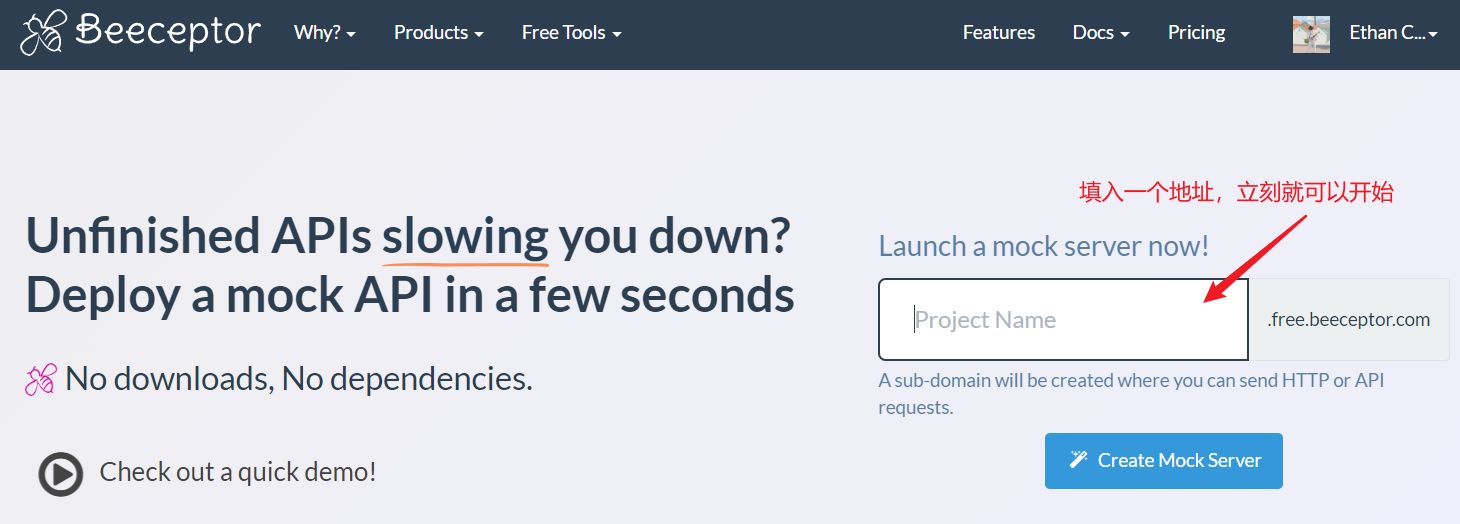 Beeceptor Why? Products Free Tools Features Docs Pricing Ethan C...
填入一个地址，立刻就可以开始
Unfinished APIs slowing you down?
Deploy a mock API in a few seconds
No downloads, No dependencies.
Check out a quick demo!
Launch a mock server now!
Project Name .free.beeceptor.com
A sub-domain will be created where you can send HTTP or API
requests.
Create Mock Server